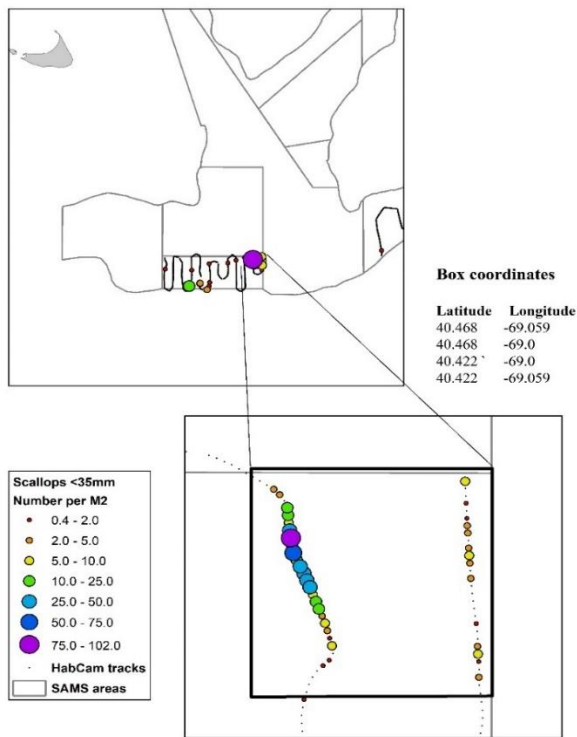 Box coordinates
Latitude Longitude
40.468 -69.059
40.468 -69.0
40.422 ` -69.0
40.422 -69.059
Scallops <35mm
Number per M2
0.4 - 2.0
2.0 - 5.0
5.0 - 10.0
10.0 - 25.0
25.0 - 50.0
50.0 - 75.0
75.0 - 102.0
HabCam tracks
SAMS areas